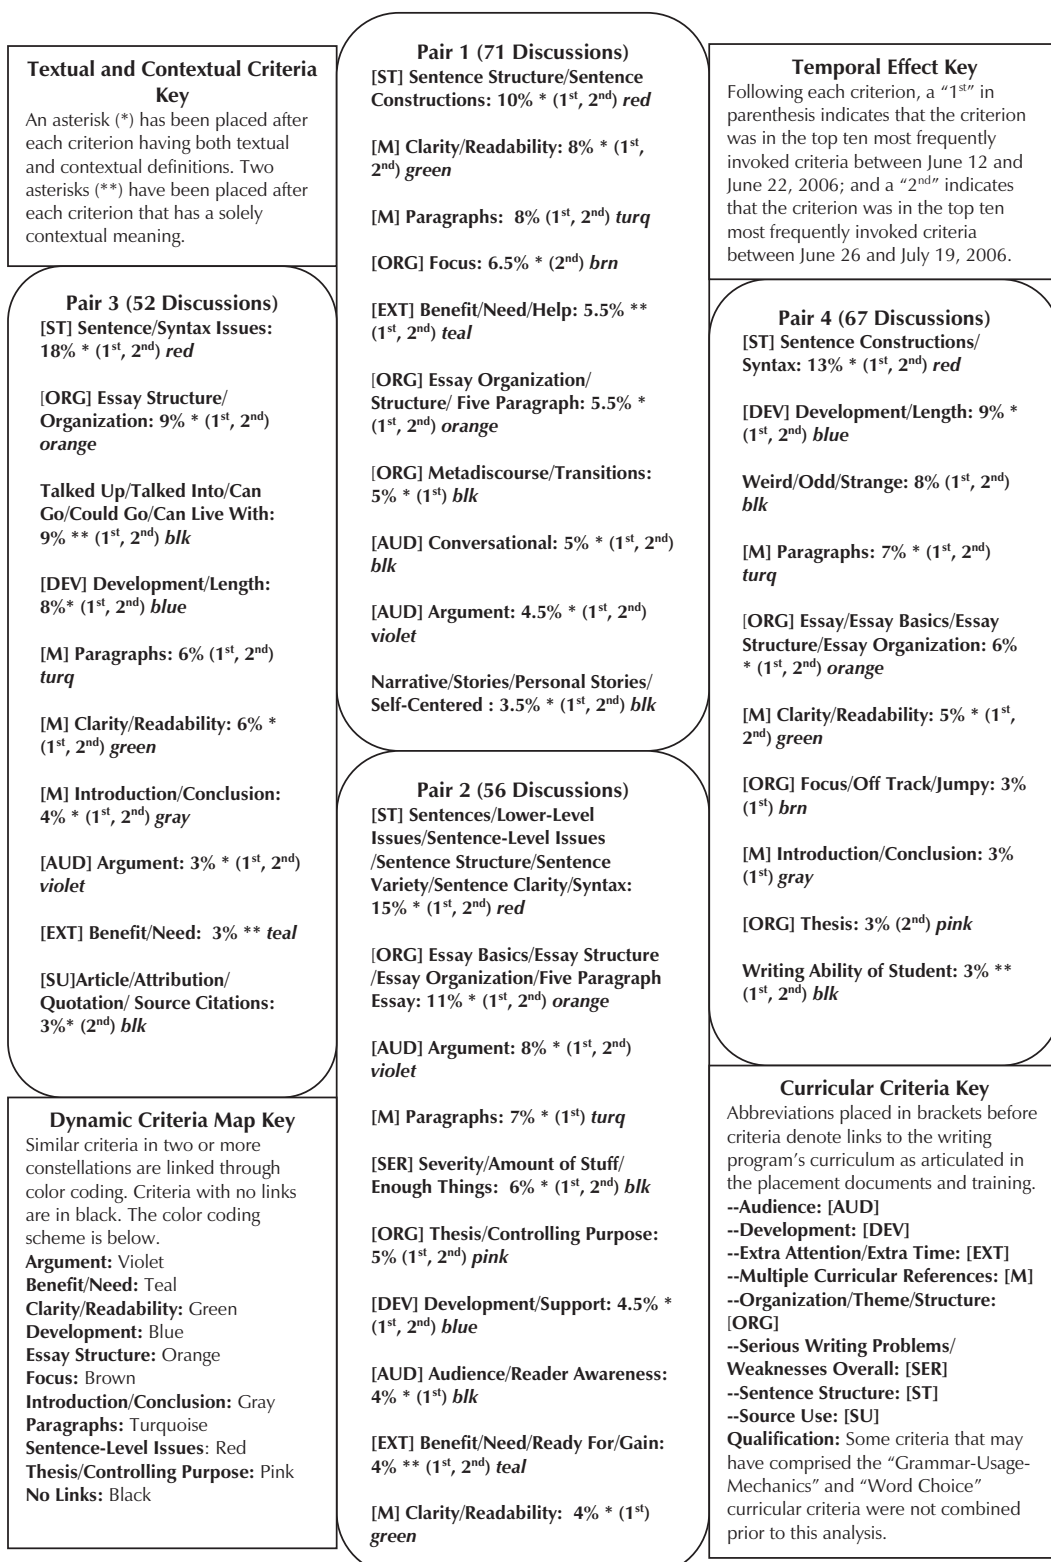 Textual and Contextual Criteria
Key
An asterisk (*) has been placed after
each criterion having both textual
and contextual definitions. Two
asterisks (**) have been placed after
each criterion that has a solely
contextual meaning.
Pair 1 (71 Discussions)
[ST] Sentence Structure/Sentence
Constructions: 10% * (1st, 2nd) red
[M] Clarity/Readability: 8% * (1st,
2nd) green
[M] Paragraphs: 8% (1st, 2nd) turq
[ORG] Focus: 6.5% * (2nd) brn
[EXT] Benefit/Need/Help: 5.5% **
(1st, 2nd) teal
[ORG] Essay Organization/
Structure/ Five Paragraph: 5.5% *
(1st, 2nd) orange
[ORG] Metadiscourse/Transitions:
5% * (1st) blk
[AUD] Conversational: 5% * (1st, 2nd)
blk
[AUD] Argument: 4.5% * (1st, 2nd)
violet
Narrative/Stories/Personal Stories/
Self-Centered : 3.5% * (1st, 2nd) blk
Temporal Effect Key
Following each criterion, a “1st” in
parenthesis indicates that the criterion
was in the top ten most frequently
invoked criteria between June 12 and
June 22, 2006; and a “2nd” indicates
that the criterion was in the top ten
most frequently invoked criteria
between June 26 and July 19, 2006.
Pair 3 (52 Discussions)
[ST] Sentence/Syntax Issues:
18% * (1st, 2nd) red
[ORG] Essay Structure/
Organization: 9% * (1st, 2nd)
orange
Talked Up/Talked Into/Can
Go/Could Go/Can Live With:
9% ** (1st, 2nd) blk
[DEV] Development/Length:
8%* (1st, 2nd) blue
[M] Paragraphs: 6% (1st, 2nd)
turq
[M] Clarity/Readability: 6% *
(1st, 2nd) green
[M] Introduction/Conclusion:
4% * (1st, 2nd) gray
[AUD] Argument: 3% * (1st, 2nd)
violet
[EXT] Benefit/Need: 3% ** teal
[SU]Article/Attribution/
Quotation/ Source Citations:
3%* (2nd) blk
Pair 4 (67 Discussions)
[ST] Sentence Constructions/
Syntax: 13% * (1st, 2nd) red
[DEV] Development/Length: 9% *
(1st, 2nd) blue
Weird/Odd/Strange: 8% (1st, 2nd)
blk
[M] Paragraphs: 7% * (1st, 2nd)
turq
[ORG] Essay/Essay Basics/Essay
Structure/Essay Organization: 6%
* (1st, 2nd) orange
[M] Clarity/Readability: 5% * (1st,
2nd) green
[ORG] Focus/Off Track/Jumpy: 3%
(1st) brn
[M] Introduction/Conclusion: 3%
(1st) gray
[ORG] Thesis: 3% (2nd) pink
Writing Ability of Student: 3% **
(1st, 2nd) blk
Pair 2 (56 Discussions)
[ST] Sentences/Lower-Level
Issues/Sentence-Level Issues
/Sentence Structure/Sentence
Variety/Sentence Clarity/Syntax:
15% * (1st, 2nd) red
[ORG] Essay Basics/Essay Structure
/Essay Organization/Five Paragraph
Essay: 11% * (1st, 2nd) orange
[AUD] Argument: 8% * (1st, 2nd)
violet
[M] Paragraphs: 7% * (1st) turq
[SER] Severity/Amount of Stuff/
Enough Things: 6% * (1st, 2nd) blk
[ORG] Thesis/Controlling Purpose:
5% (1st, 2nd) pink
[DEV] Development/Support: 4.5% *
(1st, 2nd) blue
[AUD] Audience/Reader Awareness:
4% * (1st) blk
[EXT] Benefit/Need/Ready For/Gain:
4% ** (1st, 2nd) teal
[M] Clarity/Readability: 4% * (1st)
green
Dynamic Criteria Map Key
Similar criteria in two or more
constellations are linked through
color coding. Criteria with no links
are in black. The color coding
scheme is below.
Argument: Violet
Benefit/Need: Teal
Clarity/Readability: Green
Development: Blue
Essay Structure: Orange
Focus: Brown
Introduction/Conclusion: Gray
Paragraphs: Turquoise
Sentence-Level Issues: Red
Thesis/Controlling Purpose: Pink
No Links: Black
Curricular Criteria Key
Abbreviations placed in brackets before
criteria denote links to the writing
program’s curriculum as articulated in
the placement documents and training.
--Audience: [AUD]
--Development: [DEV]
--Extra Attention/Extra Time: [EXT]
--Multiple Curricular References: [M]
--Organization/Theme/Structure:
[ORG]
--Serious Writing Problems/
Weaknesses Overall: [SER]
--Sentence Structure: [ST]
--Source Use: [SU]
Qualification: Some criteria that may
have comprised the “Grammar-Usage-
Mechanics” and “Word Choice”
curricular criteria were not combined
prior to this analysis.